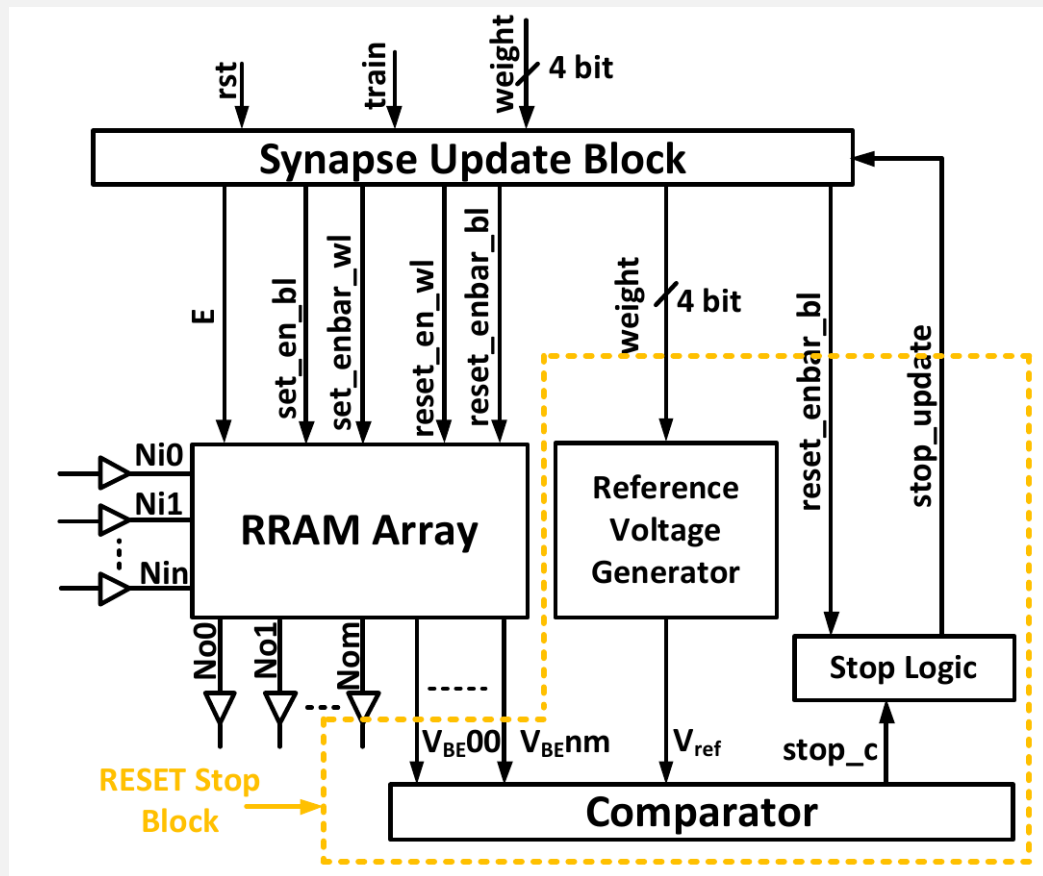 rst
train
weight
4 bit
Synapse Update Block
E
set_en_bl
set_enbar_wl
reset_en_wl
reset_enbar_bl
weight
4 bit
reset_enbar_bl
stop_update
Ni0
Ni1
Nin
RRAM Array
Reference
Voltage
Generator
No0
No1
Nom
Stop Logic
VBE00
VBEnm
Vref
stop_c
RESET Stop
Block
Comparator